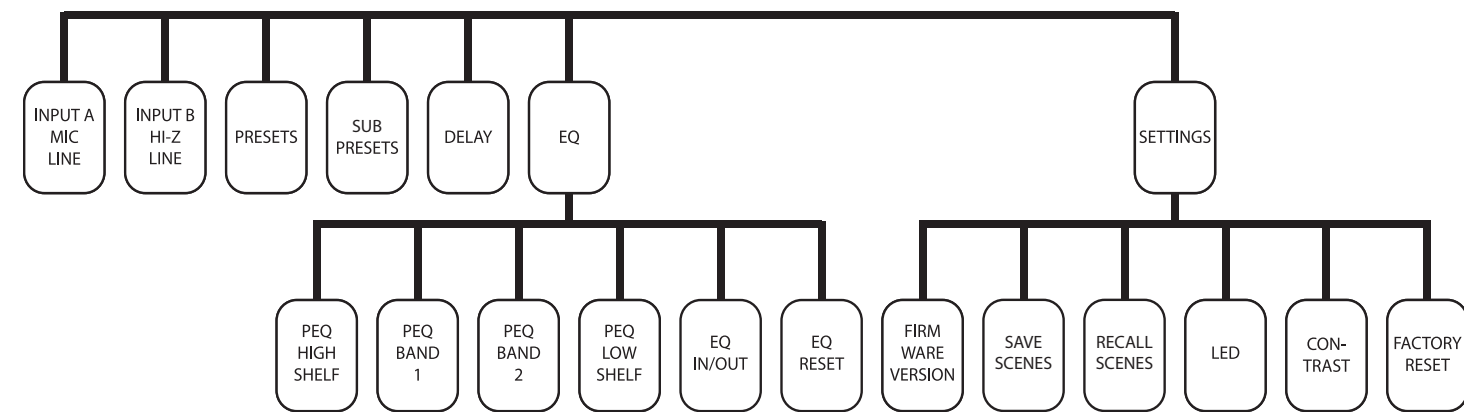 INPUT A
MIC
LINE
INPUT B
HI-Z
LINE
PRESETS
SUB
PRESETS
DELAY
EQ
SETTINGS
PEQ
HIGH
SHELF
PEQ
BAND
1
PEQ
BAND
2
PEQ
LOW
SHELF
EQ
IN/OUT
EQ
RESET
FIRM
WARE
VERSION
SAVE
SCENES
RECALL
SCENES
LED
CON-
TRAST
FACTORY
RESET